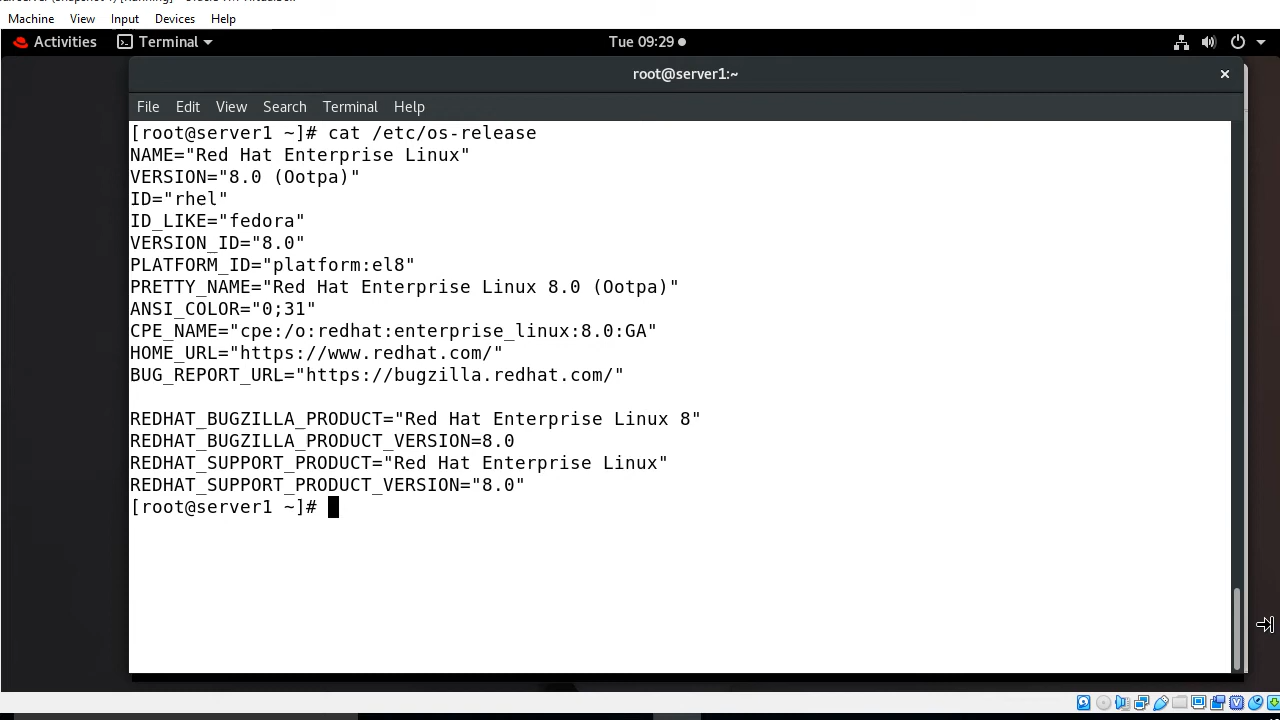 Machine View Input Devices Help
Activities Terminal Tue 09:29
root@server1:~
File Edit View Search Terminal Help
[root@server1 ~]# cat /etc/os-release
NAME="Red Hat Enterprise Linux"
VERSION="8.0 (Ootpa)"
ID="rhel"
ID_LIKE="fedora"
VERSION_ID="8.0"
PLATFORM_ID="platform:el8"
PRETTY_NAME="Red Hat Enterprise Linux 8.0 (Ootpa)"
ANSI_COLOR="0;31"
CPE_NAME="cpe:/o:redhat:enterprise_linux:8.0:GA"
HOME_URL="https://www.redhat.com/"
BUG_REPORT_URL="https://bugzilla.redhat.com/"
REDHAT_BUGZILLA_PRODUCT="Red Hat Enterprise Linux 8"
REDHAT_BUGZILLA_PRODUCT_VERSION=8.0
REDHAT_SUPPORT_PRODUCT="Red Hat Enterprise Linux"
REDHAT_SUPPORT_PRODUCT_VERSION="8.0"
[root@server1 ~]#